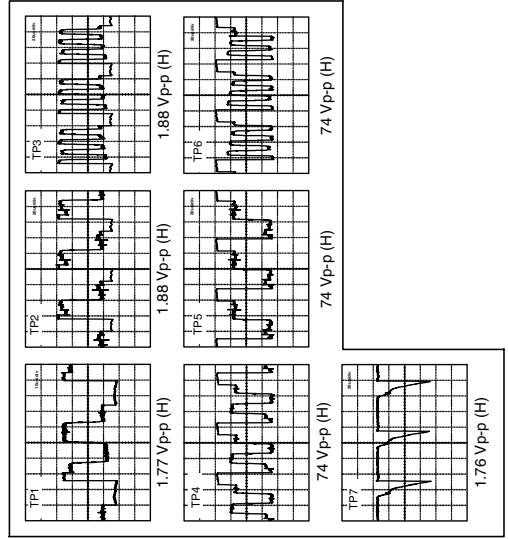 TP1
1.77 Vp-p (H)
TP2
1.88 Vp-p (H)
TP3
1.88 Vp-p (H)
TP4
74 Vp-p (H)
TP5
74 Vp-p (H)
TP6
74 Vp-p (H)
TP7
1.76 Vp-p (H)